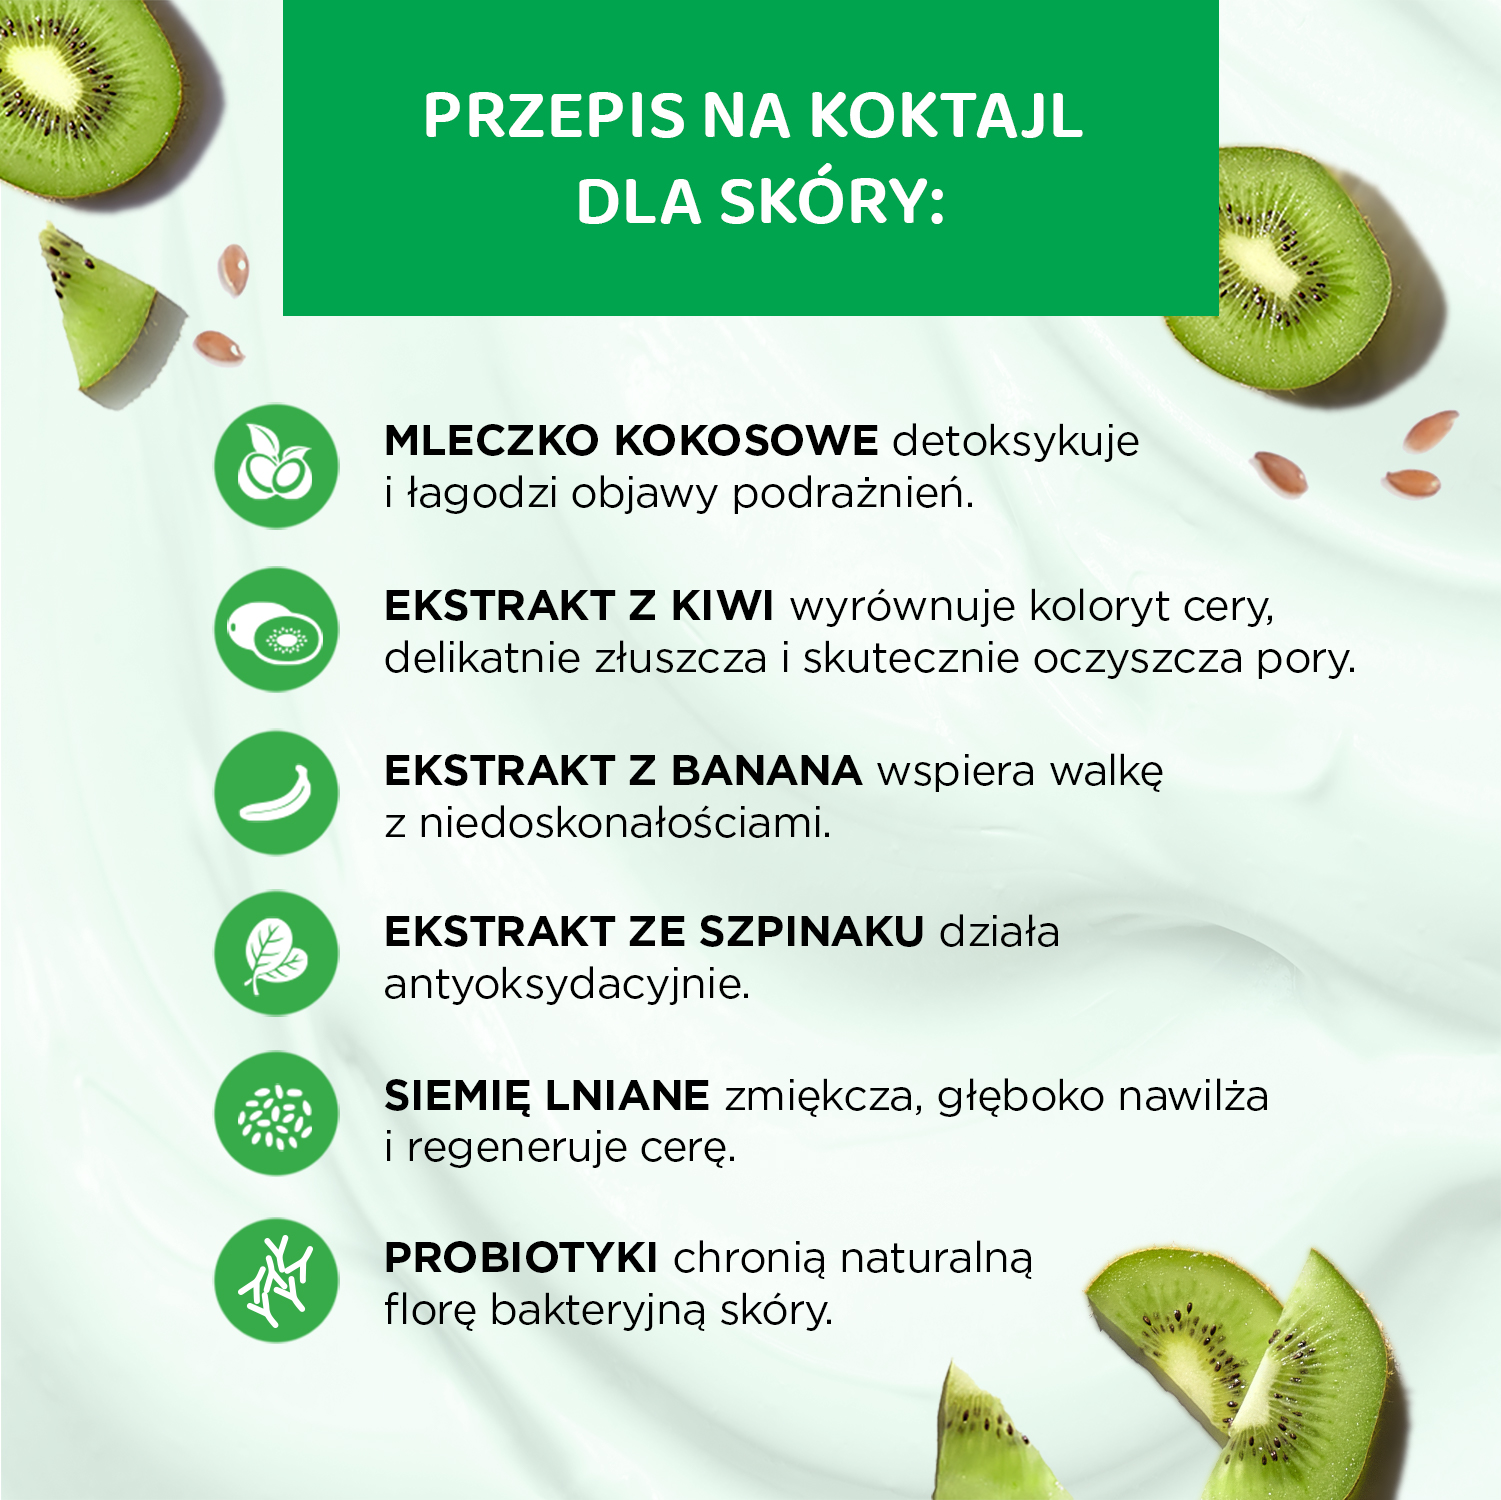 PRZEPIS NA KOKTAJL
DLA SKÓRY:
MLECZKO KOKOSOWE detoksykuje
i łagodzi objawy podrażnień.
EKSTRAKT Z KIWI wyrównuje koloryt cery,
delikatnie złuszcza i skutecznie oczyszcza pory.
EKSTRAKT Z BANANA wspiera walkę
z niedoskonałościami.
EKSTRAKT ZE SZPINAKU działa
antyoksydacyjnie.
SIEMIĘ LNIANE zmiękcza, głęboko nawilża
i regeneruje cerę.
PROBIOTYKI chronią naturalną
florę bakteryjną skóry.